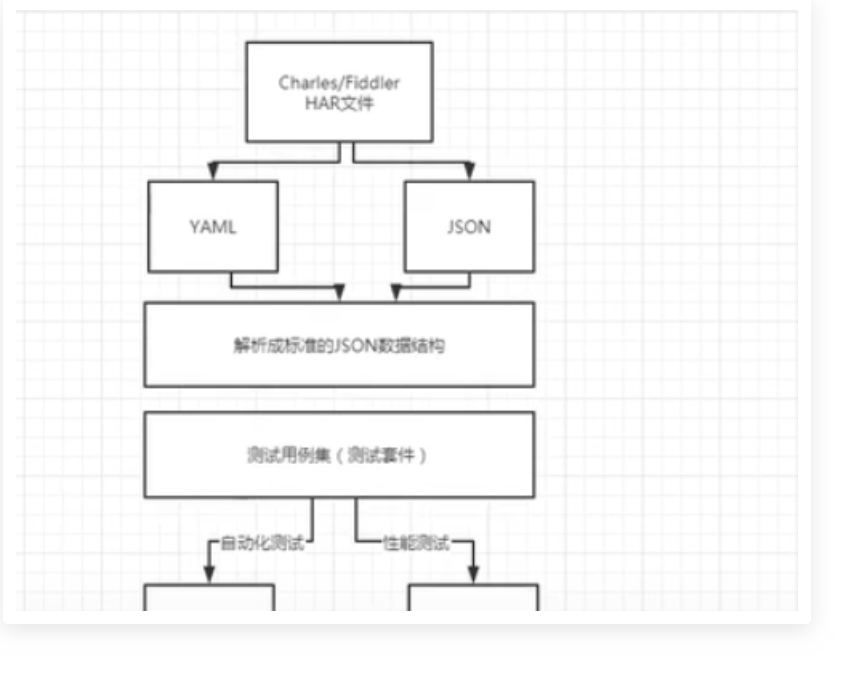 Charles/Fiddler
HAR文件
YAML
JSON
解析成标准的JSON数据结构
测试用例集（测试套件）
自动化测试
性能测试